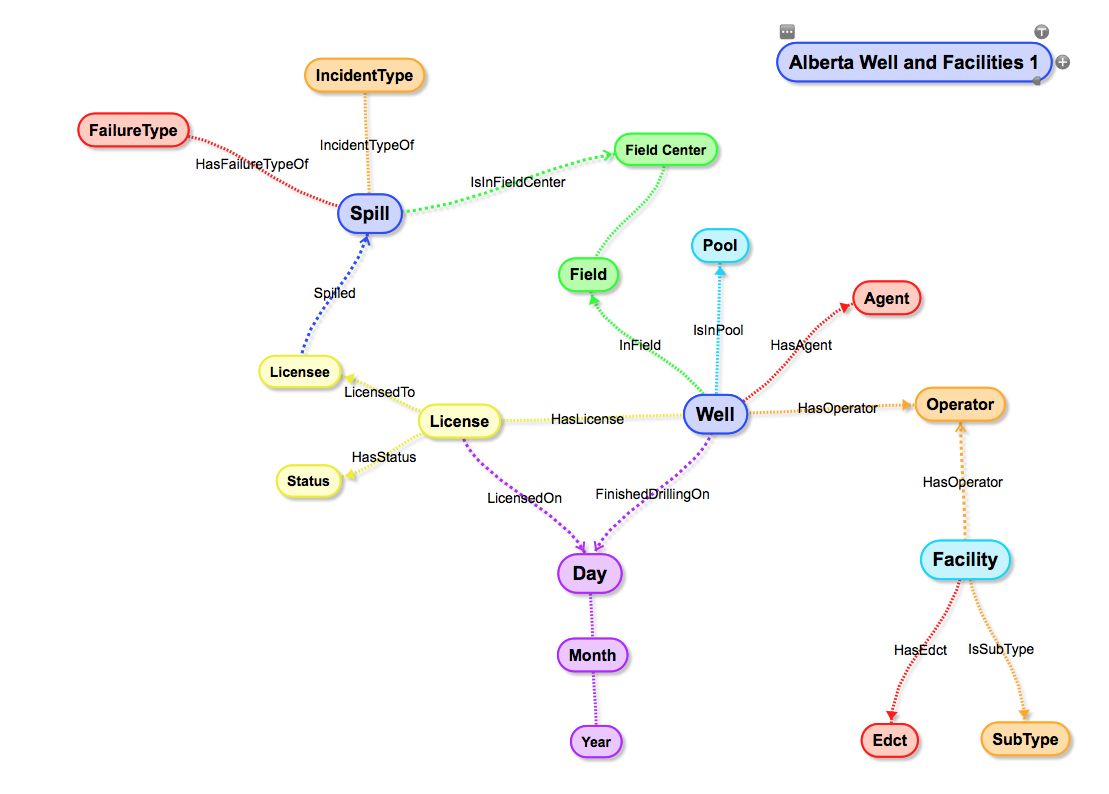 Alberta Well and Facilities 1
T
IncidentType
FailureType
IncidentTypeOf
HasFailureTypeOf
Field Center
IsInFieldCenter
Spill
Pool
Field
Spilled
Agent
IsInPool
InField
HasAgent
Licensee
LicensedTo
HasOperator
Operator
License
HasLicense
Well
HasStatus
Status
HasOperator
LicensedOn
FinishedDrillingOn
Facility
Day
HasEdct
IsSubType
Month
Edct
SubType
Year